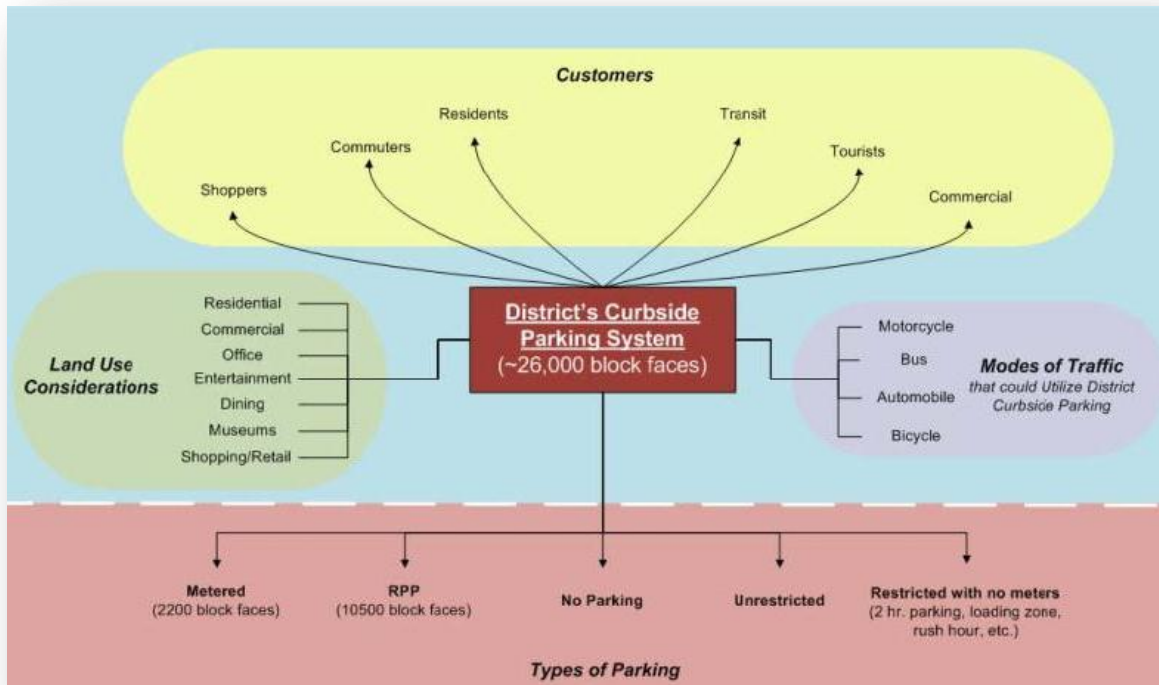 Customers
Residents
Transit
Commuters
Tourists
Shoppers
Commercial
District's Curbside
Parking System
(~26,000 block faces)
Land Use
Considerations
Residential
Commercial
Office
Entertainment
Dining
Museums
Shopping/Retail
Motorcycle
Bus
Automobile
Bicycle
Modes of Traffic
that could Utilize District
Curbside Parking
Metered
(2200 block faces)
RPP
(10500 block faces)
No Parking
Unrestricted
Restricted with no meters
(2 hr. parking, loading zone,
rush hour, etc.)
Types of Parking